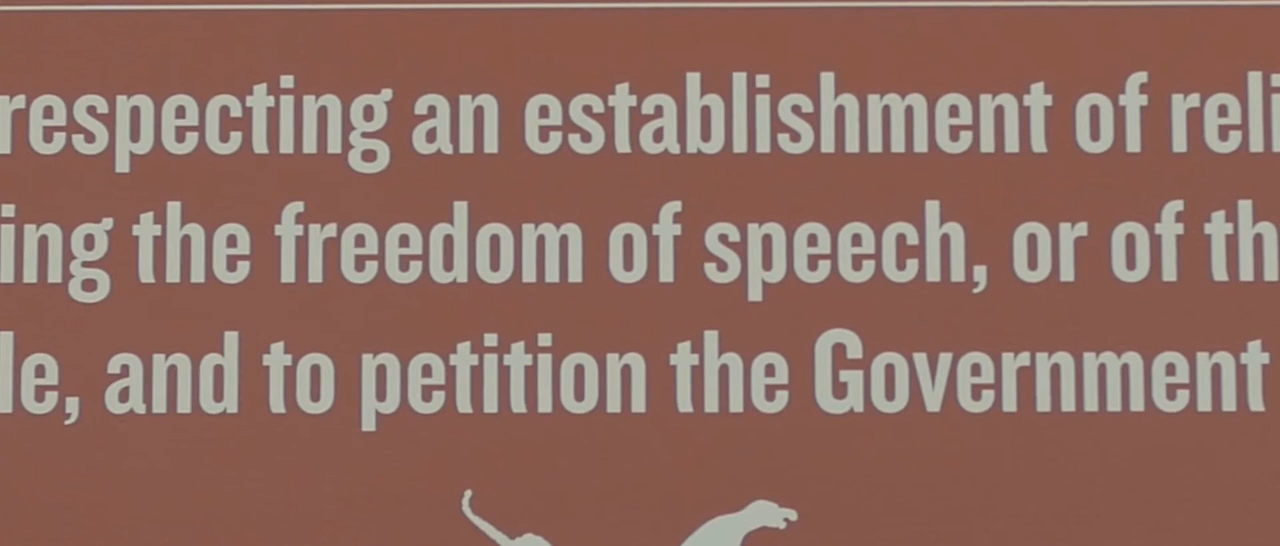 respecting an establishment of reli
ing the freedom of speech, or of th
le, and to petition the Government